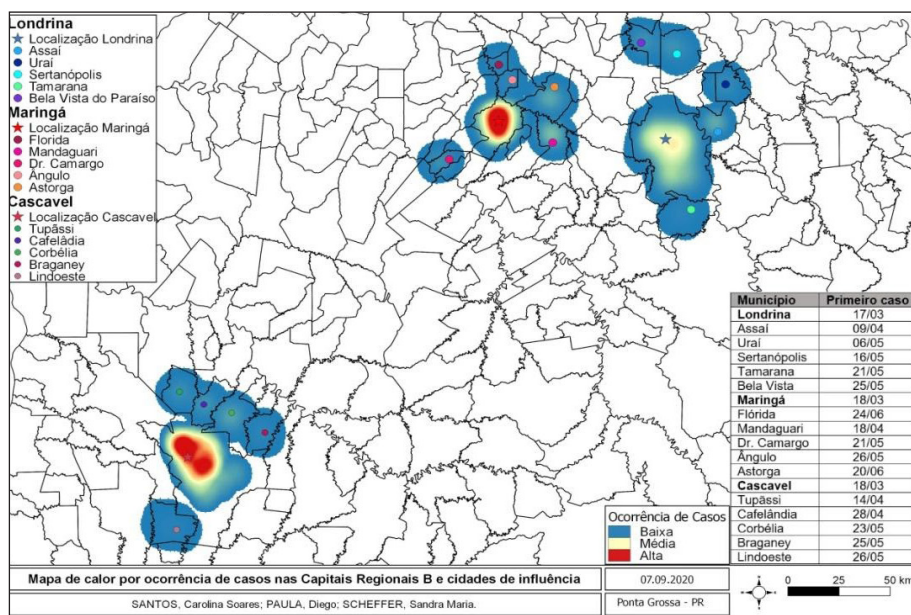 Londrina
Localização Londrina
Assaí
Uraí
Sertanópolis
Tamarana
Bela Vista do Paraíso
Maringá
Localização Maringá
Florida
Mandaguari
Dr. Camargo
Ângulo
Astorga
Cascavel
Localização Cascavel
Tupãssi
Cafelàdia
Corbélia
Braganey
Lindoeste
Município Primeiro caso
Londrina 17/03
Assaí 09/04
Uraí 06/05
Sertanópolis 16/05
Tamarana 21/05
Bela Vista 25/05
Maringá 18/03
Flórida 24/06
Mandaguari 18/04
Dr. Camargo 21/05
Ângulo 26/05
Astorga 20/06
Cascavel 18/03
Tupãssi 14/04
Cafelândia 28/04
Corbélia 23/05
Braganey 25/05
Lindoeste 26/05
Ocorrência de Casos
Baixa
Média
Alta
Mapa de calor por ocorrência de casos nas Capitais Regionais B e cidades de influência
07.09.2020
0 25 50 km
SANTOS, Carolina Soares; PAULA, Diego; SCHEFFER, Sandra Maria.
Ponta Grossa - PR